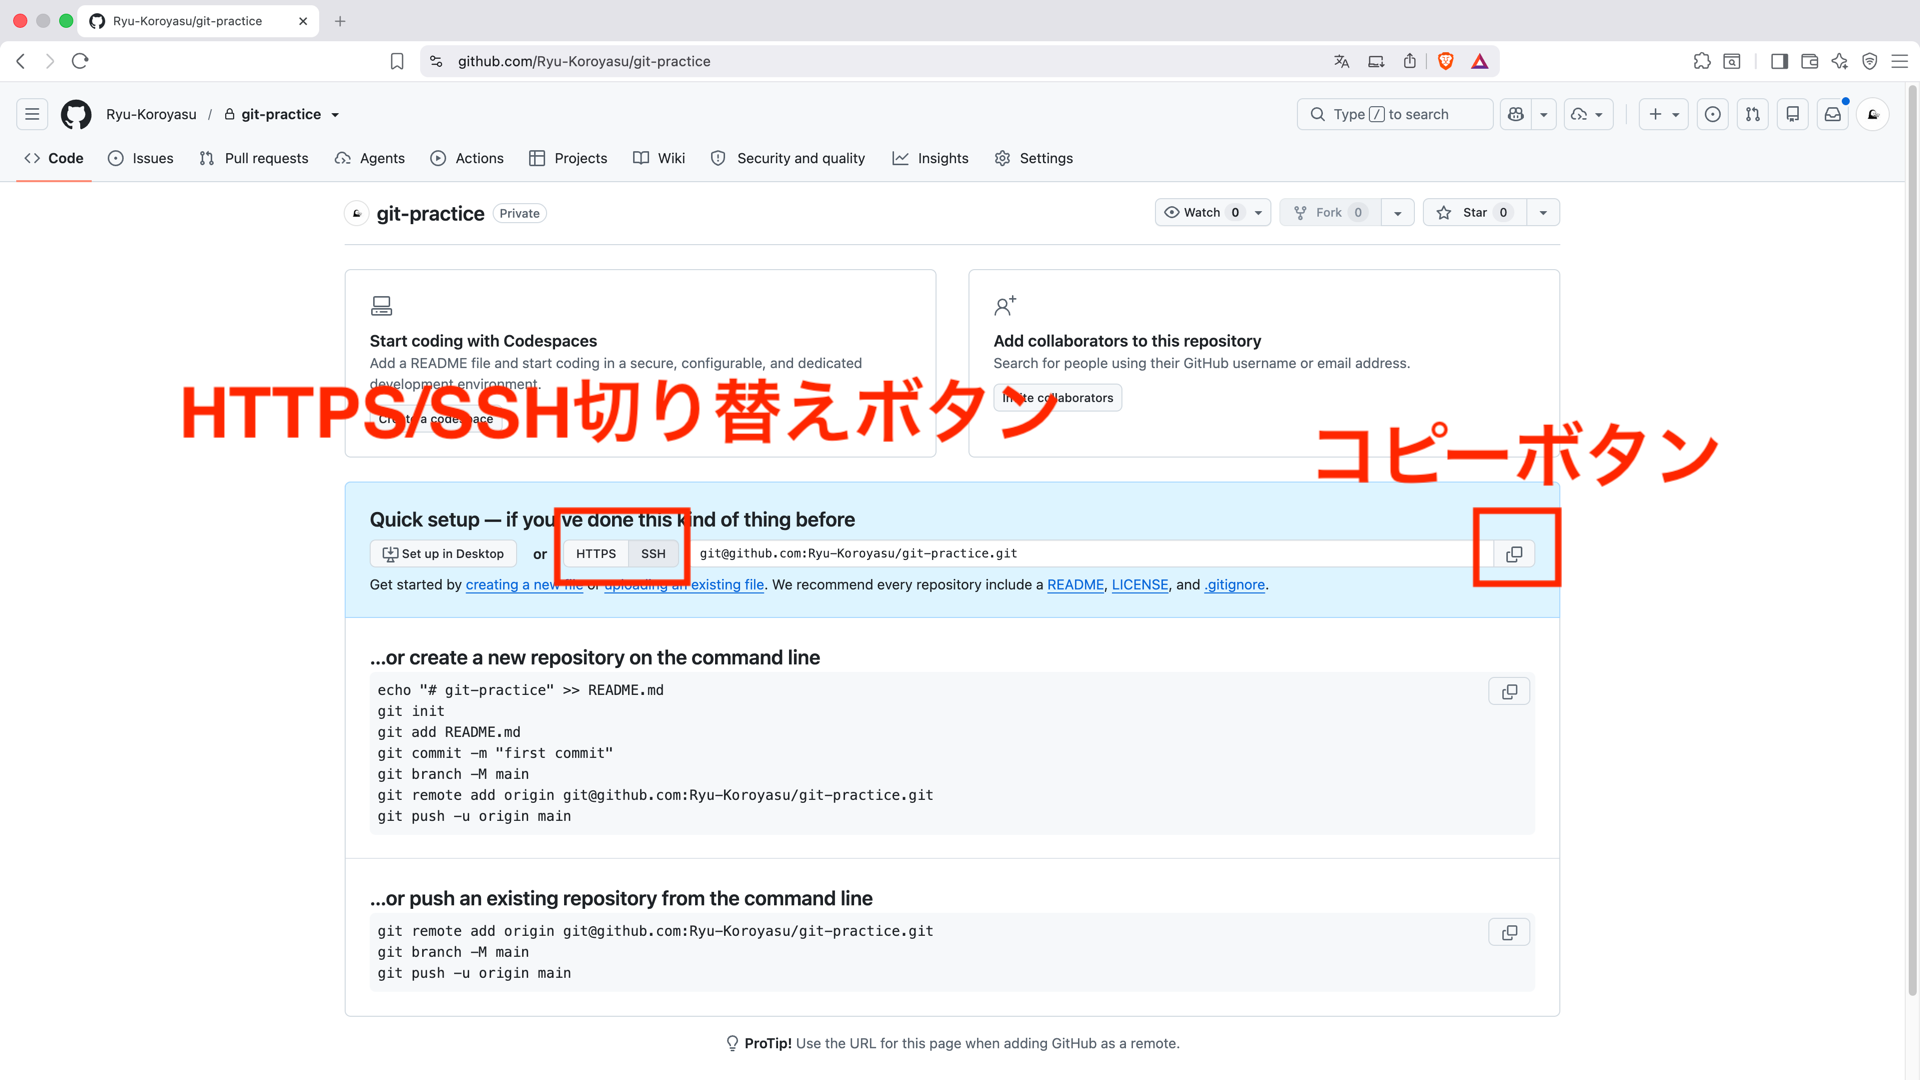 Ryu-Koroyasu/git-practice
github.com/Ryu-Koroyasu/git-practice
Ryu-Koroyasu / git-practice
Type / to search
Code Issues Pull requests Agents Actions Projects Wiki Security and quality Insights Settings
git-practice Private
Watch 0 Fork 0 Star 0
Start coding with Codespaces
Add a README file and start coding in a secure, configurable, and dedicated
development environment.
Create a codespace
Add collaborators to this repository
Search for people using their GitHub username or email address.
Invite collaborators
HTTPS/SSH切り替えボタン
コピーボタン
Quick setup — if you've done this kind of thing before
Set up in Desktop or HTTPS SSH git@github.com:Ryu-Koroyasu/git-practice.git
Get started by creating a new file or uploading an existing file. We recommend every repository include a README, LICENSE, and .gitignore.
...or create a new repository on the command line
echo "# git-practice" >> README.md
git init
git add README.md
git commit -m "first commit"
git branch -M main
git remote add origin git@github.com:Ryu-Koroyasu/git-practice.git
git push -u origin main
...or push an existing repository from the command line
git remote add origin git@github.com:Ryu-Koroyasu/git-practice.git
git branch -M main
git push -u origin main
ProTip! Use the URL for this page when adding GitHub as a remote.